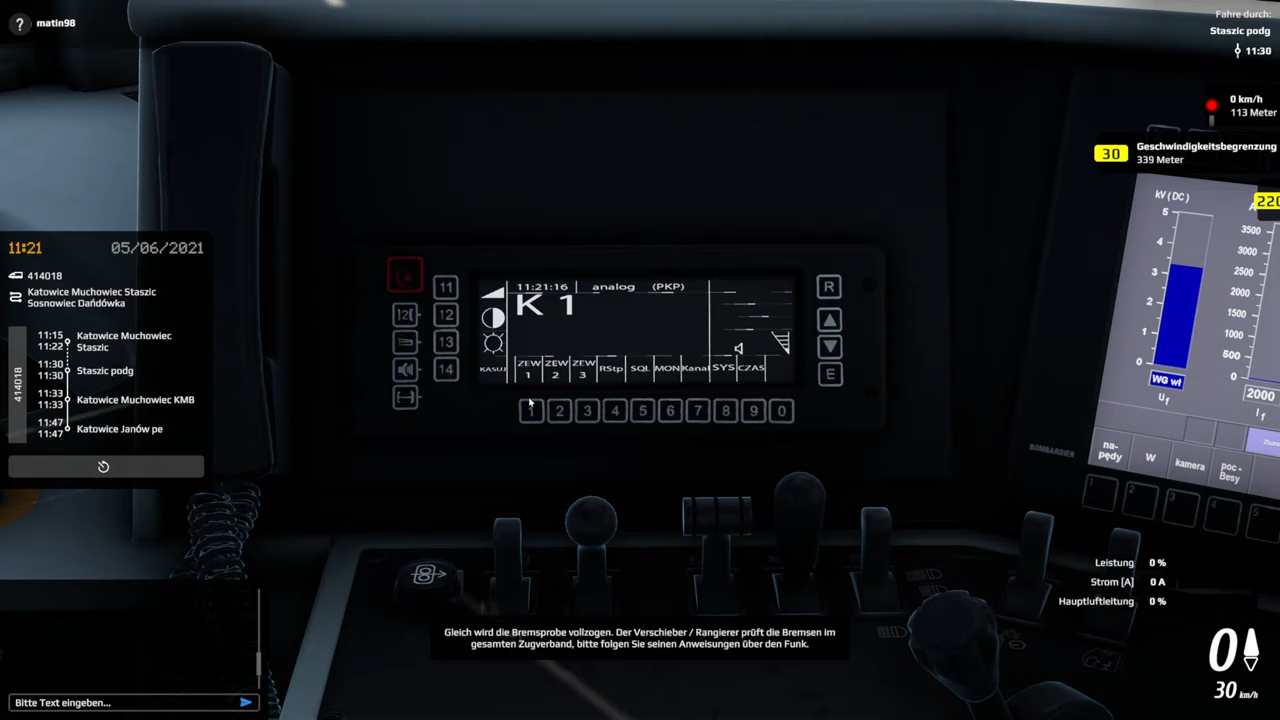 ?
matin98
Fahre durch:
Staszic podg
11:30
0 km/h
113 Meter
30
Geschwindigkeitsbegrenzung
339 Meter
220
11:21
05/06/2021
414018
Katowice Muchowiec Staszic
Sosnowiec Dańdówka
414018
11:15
11:22
Katowice Muchowiec
Staszic
11:30
11:30
Staszic podg
11:33
11:33
Katowice Muchowiec KMB
11:47
11:47
Katowice Janów pe
11
12
13
14
11:21:16
analog (PKP)
K 1
KASUJ
ZEW 1
ZEW 2
ZEW 3
RStp
SQL
MON
Kanał
SYS
CZAS
R
E
1 2 3 4 5 6 7 8 9 0
kV (DC)
5
4
3
2
1
0
WG wł
Uf
3500
3000
2500
2000
1500
1000
500
0
2000
If
BOMBARDIER
na-
pędy
W
kamera
poc -
Besy
1 2 3 4 5
Leistung 0 %
Strom [A] 0 A
Hauptluftleitung 0 %
Gleich wird die Bremsprobe vollzogen. Der Verschieber / Rangierer prüft die Bremsen im
gesamten Zugverband, bitte folgen Sie seinen Anweisungen über den Funk.
0
30 km/h
Bitte Text eingeben...